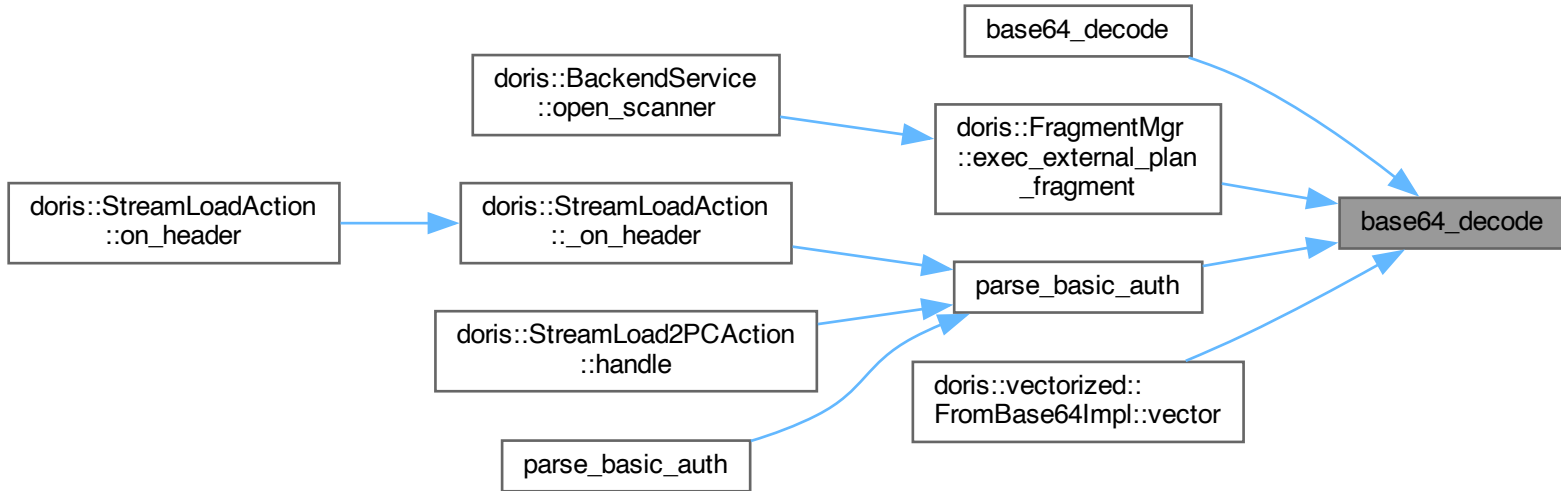 base64_decode
doris::BackendService
::open_scanner
doris::FragmentMgr
::exec_external_plan
_fragment
doris::StreamLoadAction
::on_header
doris::StreamLoadAction
::_on_header
base64_decode
parse_basic_auth
doris::StreamLoad2PCAction
::handle
doris::vectorized::
FromBase64Impl::vector
parse_basic_auth